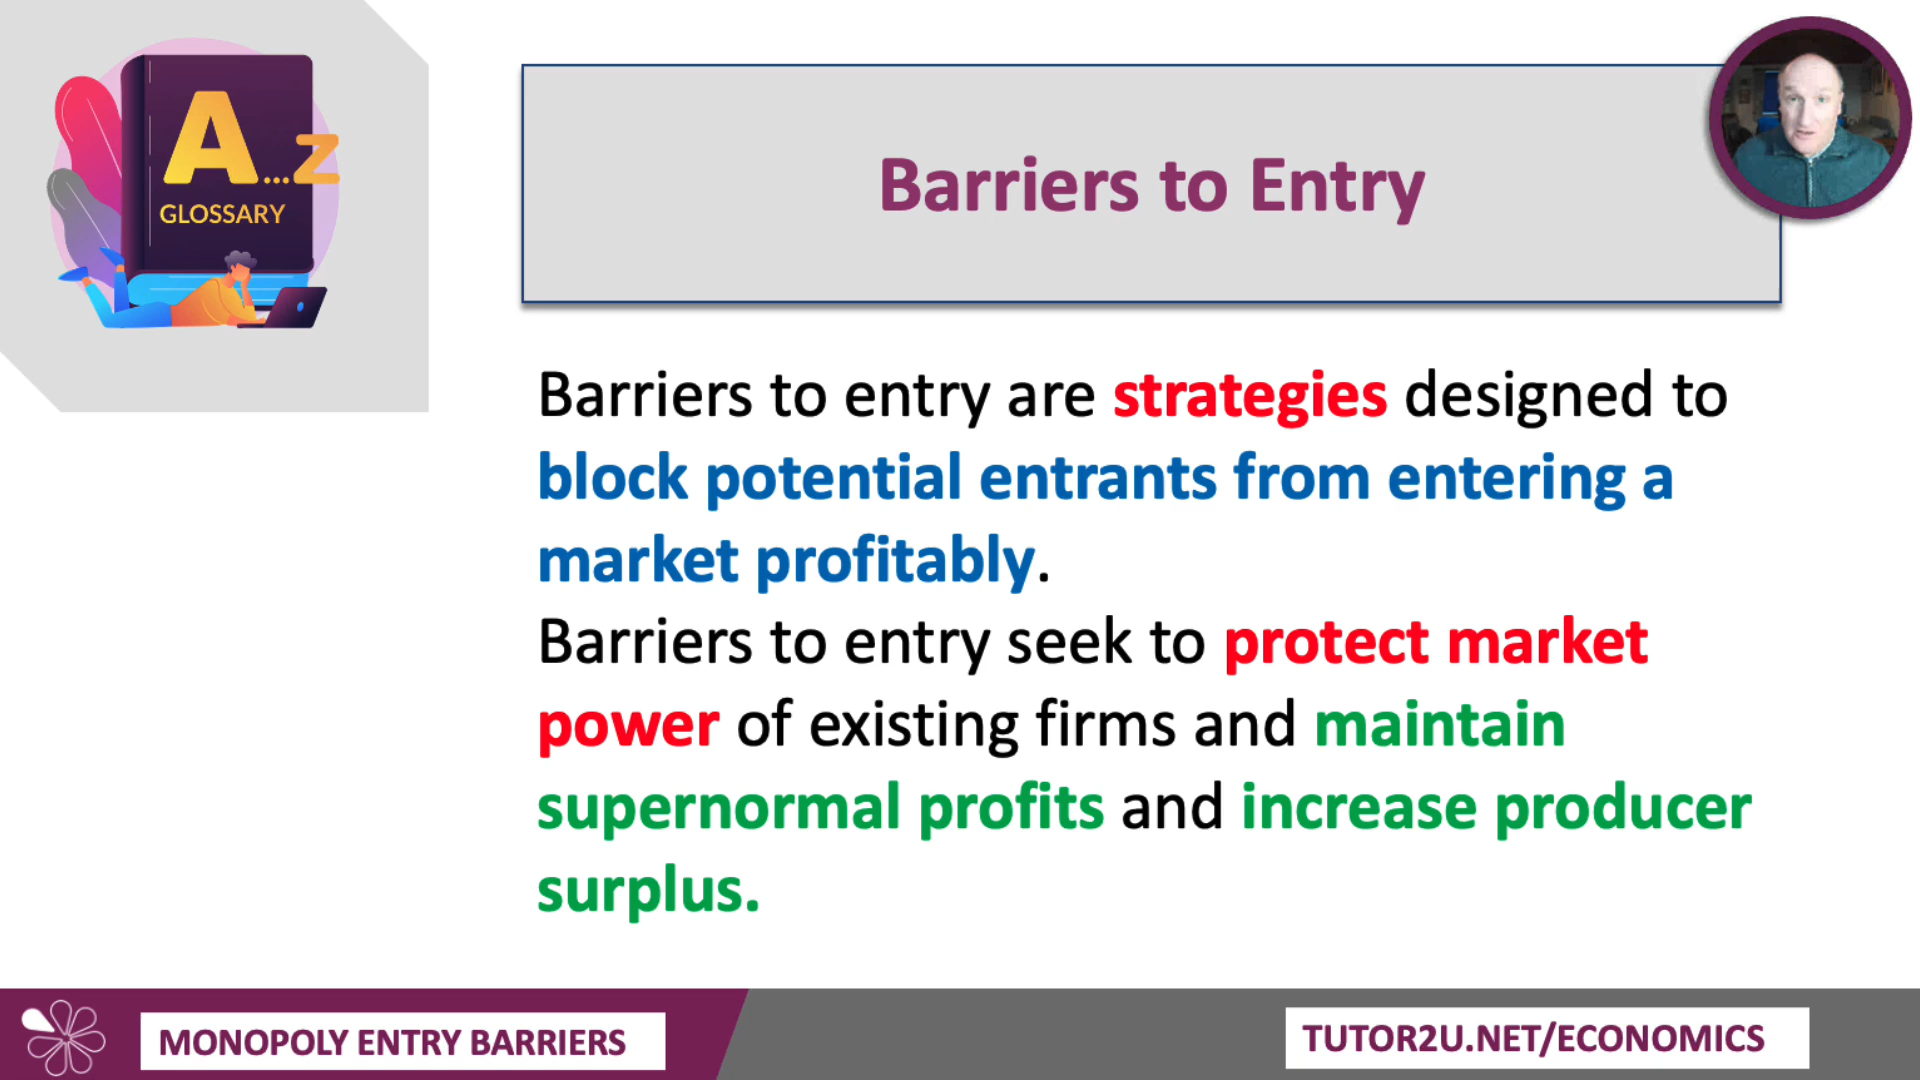 A...Z
GLOSSARY
Barriers to Entry
Barriers to entry are strategies designed to
block potential entrants from entering a
market profitably.
Barriers to entry seek to protect market
power of existing firms and maintain
supernormal profits and increase producer
surplus.
MONOPOLY ENTRY BARRIERS
TUTOR2U.NET/ECONOMICS